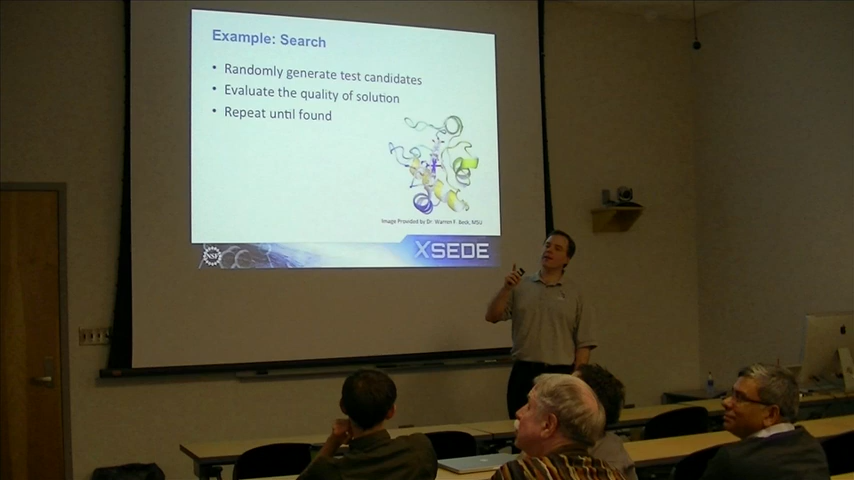 Example: Search
• Randomly generate test candidates
• Evaluate the quality of solution
• Repeat until found
Image Provided by Dr. Warren F. Beck, MSU
NSF
XSEDE